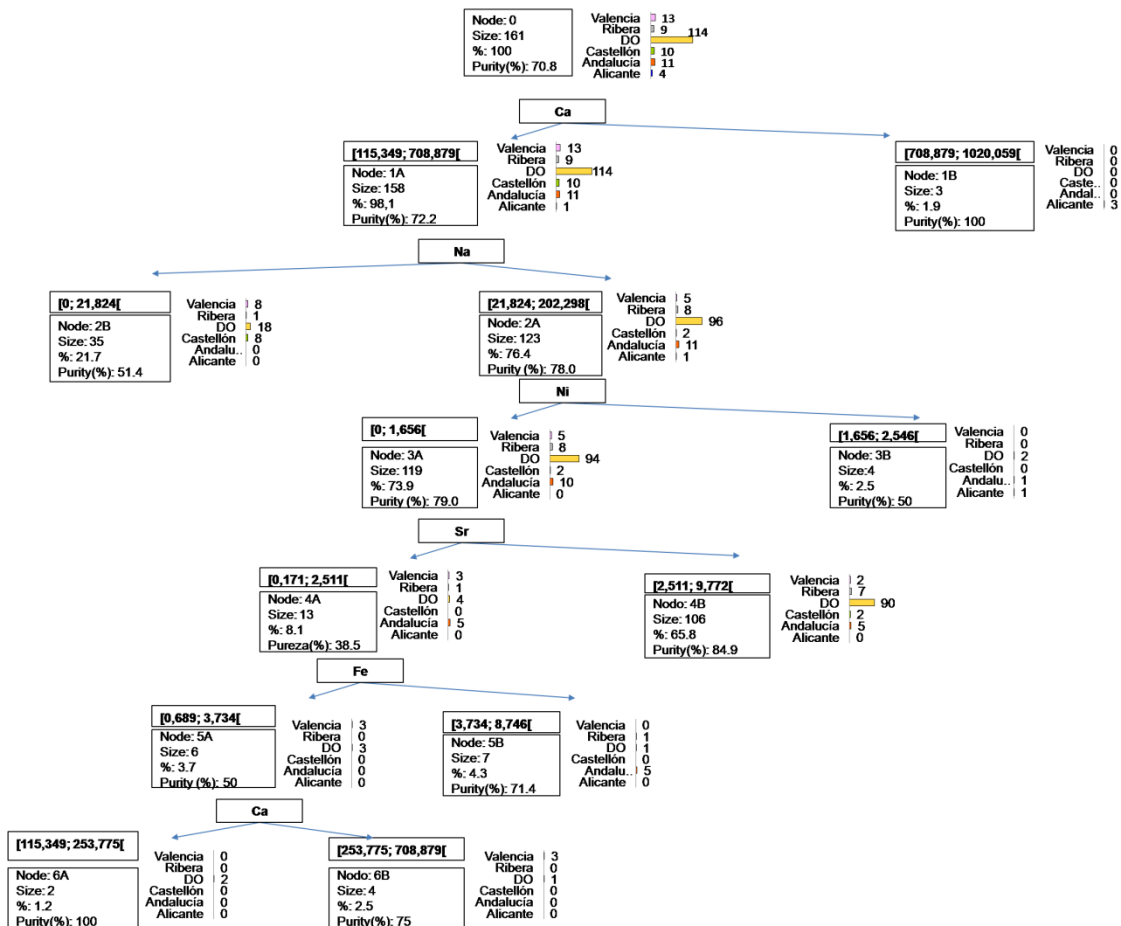 Node: 0
Size: 161
%: 100
Purity(%): 70.8
Valencia 13
Ribera 9
DO 114
Castellón 10
Andalucía 11
Alicante 4
Ca
[115,349; 708,879[
Node: 1A
Size: 158
%: 98,1
Purity(%): 72.2
Valencia 13
Ribera 9
DO 114
Castellón 10
Andalucía 11
Alicante 1
[708,879; 1020,059[
Node: 1B
Size: 3
%: 1.9
Purity(%): 100
Valencia 0
Ribera 0
DO 0
Caste.. 0
Andal.. 0
Alicante 3
Na
[0; 21,824[
Node: 2B
Size: 35
%: 21.7
Purity(%): 51.4
Valencia 8
Ribera 1
DO 18
Castellón 8
Andalu.. 0
Alicante 0
[21,824; 202,298[
Node: 2A
Size: 123
%: 76.4
Purity(%): 78.0
Valencia 5
Ribera 8
DO 96
Castellón 2
Andalucía 11
Alicante 1
Ni
[0; 1,656[
Node: 3A
Size: 119
%: 73.9
Purity(%): 79.0
Valencia 5
Ribera 8
DO 94
Castellón 2
Andalucía 10
Alicante 0
[1,656; 2,546[
Node: 3B
Size:4
%: 2.5
Purity(%): 50
Valencia 0
Ribera 0
DO 2
Castellón 0
Andalu.. 1
Alicante 1
Sr
[0,171; 2,511[
Node: 4A
Size: 13
%: 8.1
Pureza(%): 38.5
Valencia 3
Ribera 1
DO 4
Castellón 0
Andalucía 5
Alicante 0
[2,511; 9,772[
Nodo: 4B
Size: 106
%: 65.8
Purity(%): 84.9
Valencia 2
Ribera 7
DO 90
Castellón 2
Andalucía 5
Alicante 0
Fe
[0,689; 3,734[
Node: 5A
Size: 6
%: 3.7
Purity (%): 50
Valencia 3
Ribera 0
DO 3
Castellón 0
Andalucía 0
Alicante 0
[3,734; 8,746[
Node: 5B
Size: 7
%: 4.3
Purity(%): 71.4
Valencia 0
Ribera 1
DO 1
Castellón 0
Andalu.. 5
Alicante 0
Ca
[115,349; 253,775[
Node: 6A
Size: 2
%: 1.2
Purity(%): 100
Valencia 0
Ribera 0
DO 2
Castellón 0
Andalucía 0
Alicante 0
[253,775; 708,879[
Node: 6B
Size: 4
%: 2.5
Purity(%): 75
Valencia 3
Ribera 0
DO 1
Castellón 0
Andalucía 0
Alicante 0